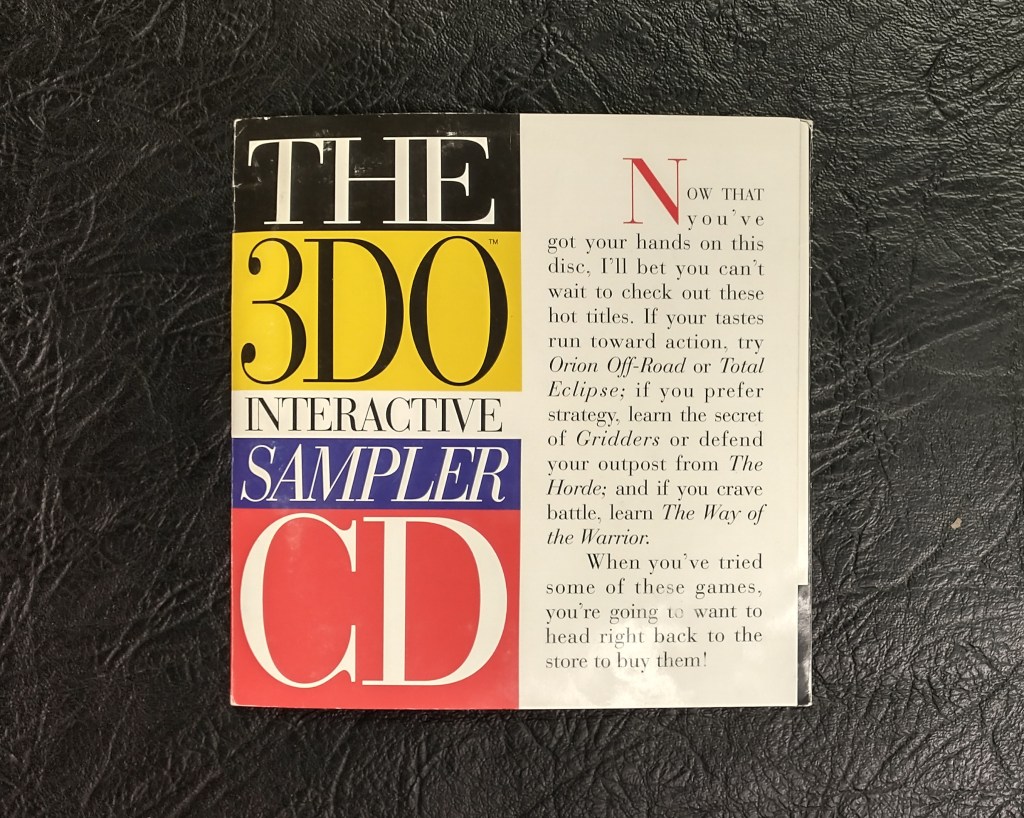 THE
3DO™
INTERACTIVE
SAMPLER
CD
NOW THAT
you've
got your hands on this
disc, I'll bet you can't
wait to check out these
hot titles. If your tastes
run toward action, try
Orion Off-Road or Total
Eclipse; if you prefer
strategy, learn the secret
of Gridders or defend
your outpost from The
Horde; and if you crave
battle, learn The Way of
the Warrior.
When you've tried
some of these games,
you're going to want to
head right back to the
store to buy them!